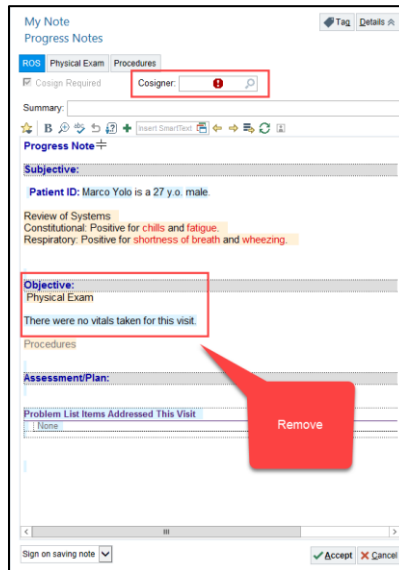 My Note
Tag Details
Progress Notes
ROS Physical Exam Procedures
Cosign Required Cosigner:
Summary:
B Insert SmartText
Progress Note
Subjective:
Patient ID: Marco Yolo is a 27 y.o. male.
Review of Systems
Constitutional: Positive for chills and fatigue.
Respiratory: Positive for shortness of breath and wheezing.
Objective:
Physical Exam
There were no vitals taken for this visit.
Procedures
Assessment/Plan:
Problem List Items Addressed This Visit
None
Remove
Sign on saving note Accept Cancel